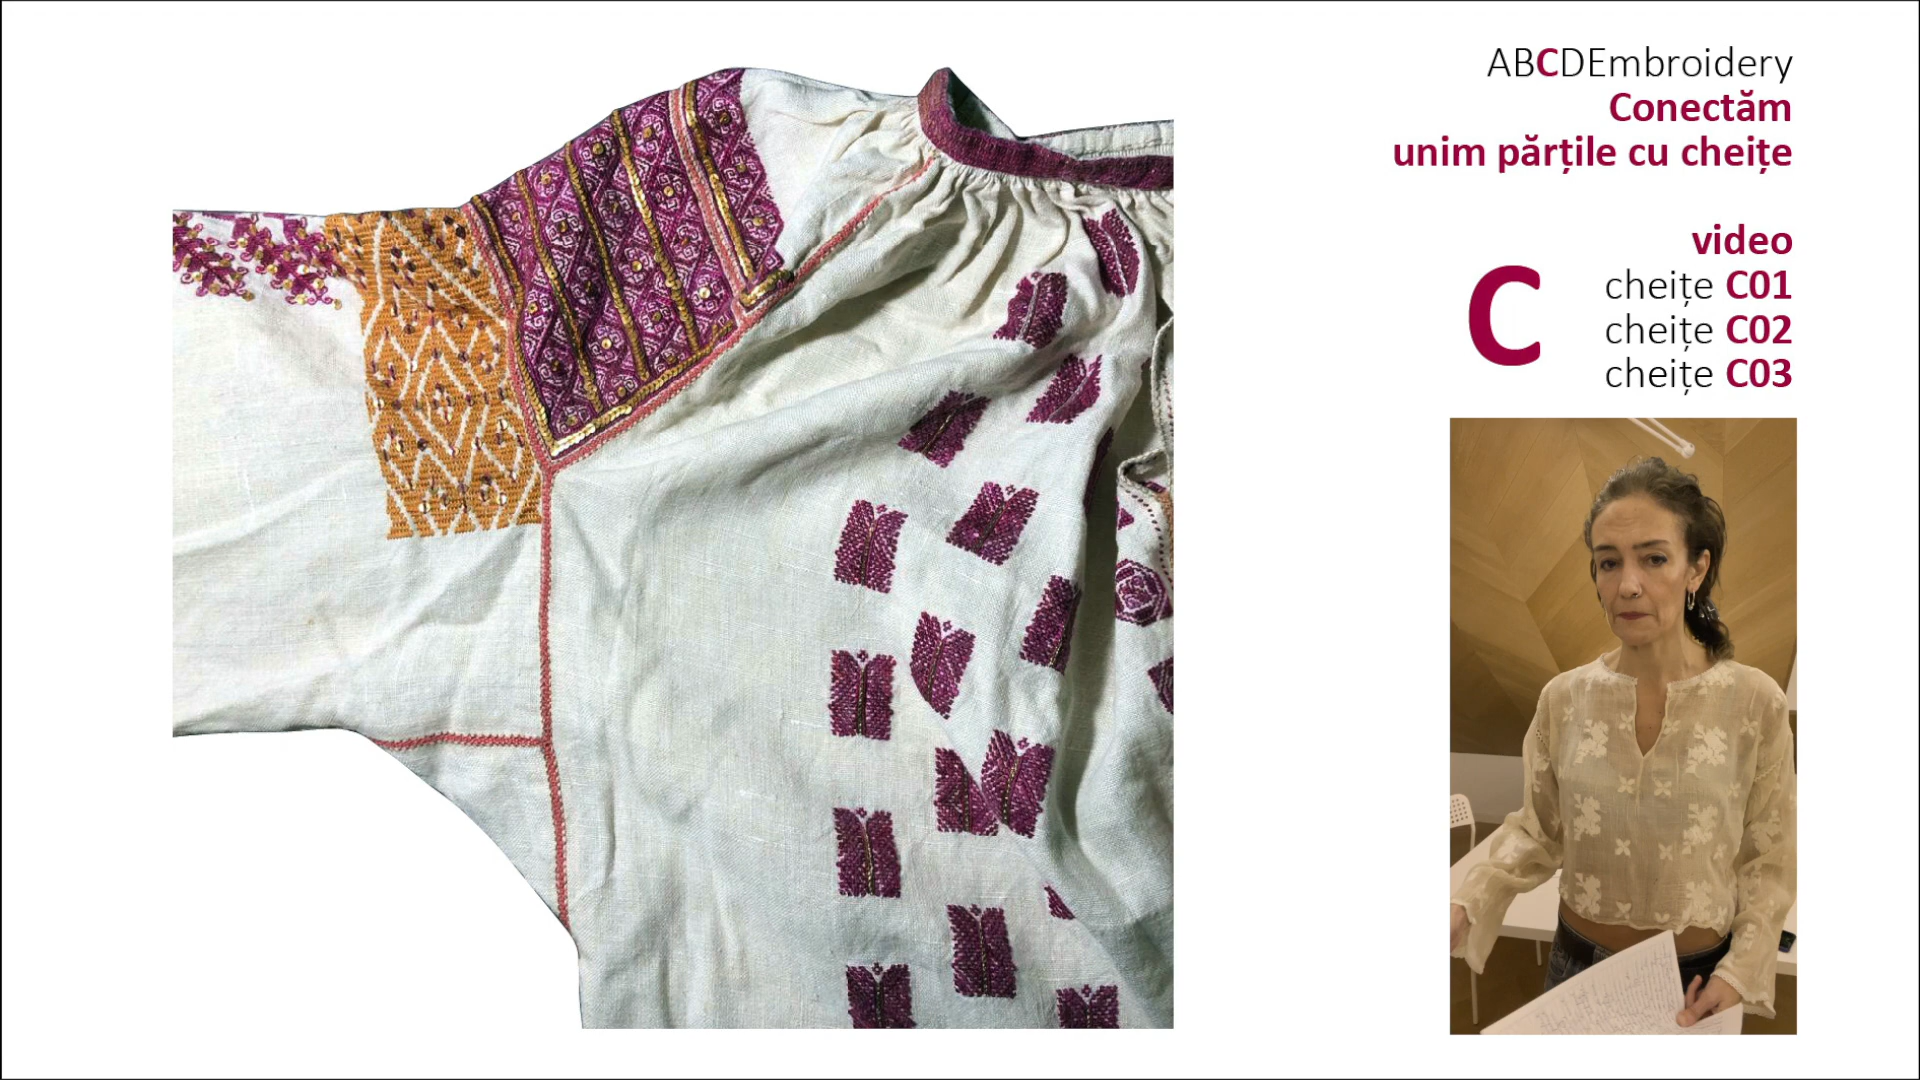 ABCDEmbroidery
Conectăm
unim părțile cu cheițe
video
C
cheițe C01
cheițe C02
cheițe C03